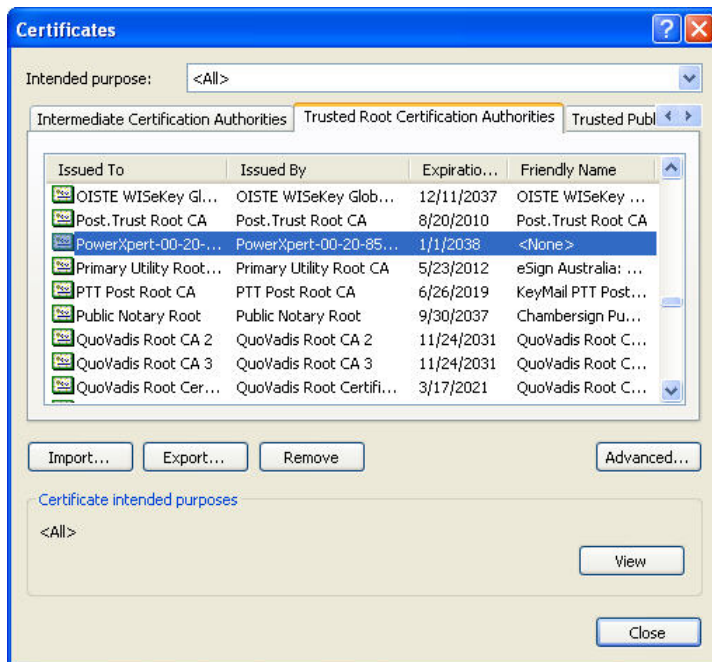 Certificates
Intended purpose: <All>
Intermediate Certification Authorities Trusted Root Certification Authorities Trusted Publ
Issued To Issued By Expiratio... Friendly Name
OISTE WISeKey Gl... OISTE WISeKey Glob... 12/11/2037 OISTE WISeKey ...
Post.Trust Root CA Post.Trust Root CA 8/20/2010 Post.Trust Root CA
PowerXpert-00-20-... PowerXpert-00-20-85... 1/1/2038 <None>
Primary Utility Root... Primary Utility Root CA 5/23/2012 eSign Australia: ...
PTT Post Root CA PTT Post Root CA 6/26/2019 KeyMail PTT Post...
Public Notary Root Public Notary Root 9/30/2037 Chambersign Pu...
QuoVadis Root CA 2 QuoVadis Root CA 2 11/24/2031 QuoVadis Root C...
QuoVadis Root CA 3 QuoVadis Root CA 3 11/24/2031 QuoVadis Root C...
QuoVadis Root Cer... QuoVadis Root Certifi... 3/17/2021 QuoVadis Root C...
Import... Export... Remove Advanced...
Certificate intended purposes
<All>
View
Close